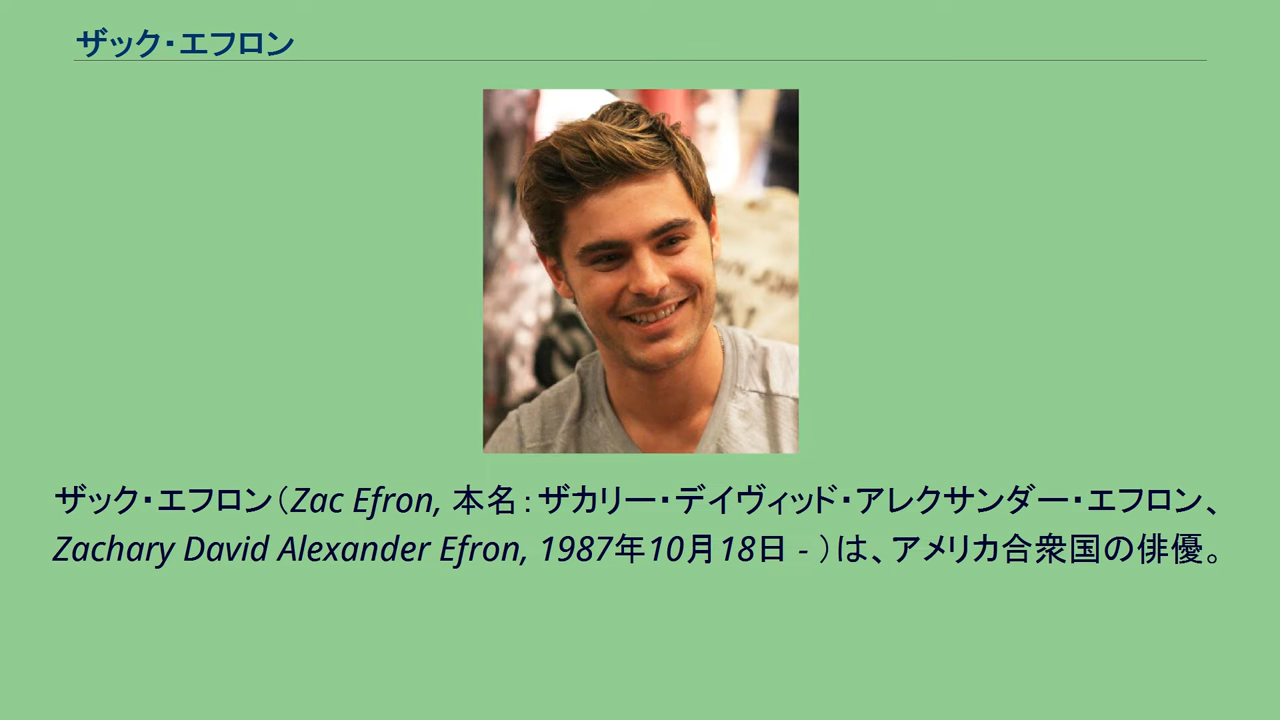 ザック・エフロン
ザック・エフロン（Zac Efron, 本名：ザカリー・デイヴィッド・アレクサンダー・エフロン、
Zachary David Alexander Efron, 1987年10月18日 - ）は、アメリカ合衆国の俳優。